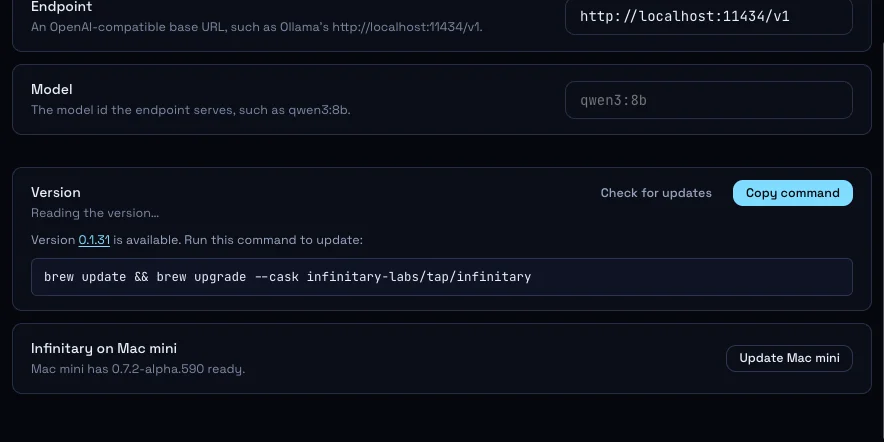 Endpoint
An OpenAI-compatible base URL, such as Ollama's http://localhost:11434/v1.
http://localhost:11434/v1
Model
The model id the endpoint serves, such as qwen3:8b.
qwen3:8b
Version
Reading the version…
Check for updates
Copy command
Version 0.1.31 is available. Run this command to update:
brew update && brew upgrade --cask infinitary-labs/tap/infinitary
Infinitary on Mac mini
Mac mini has 0.7.2-alpha.590 ready.
Update Mac mini